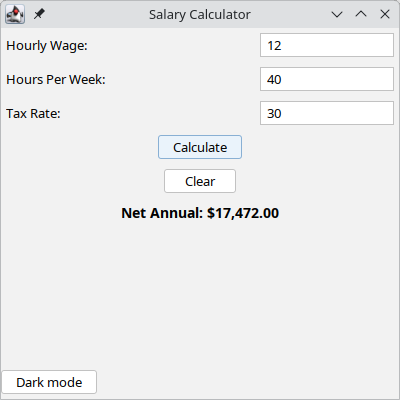 Salary Calculator
Hourly Wage: 12
Hours Per Week: 40
Tax Rate: 30
Calculate
Clear
Net Annual: $17,472.00
Dark mode